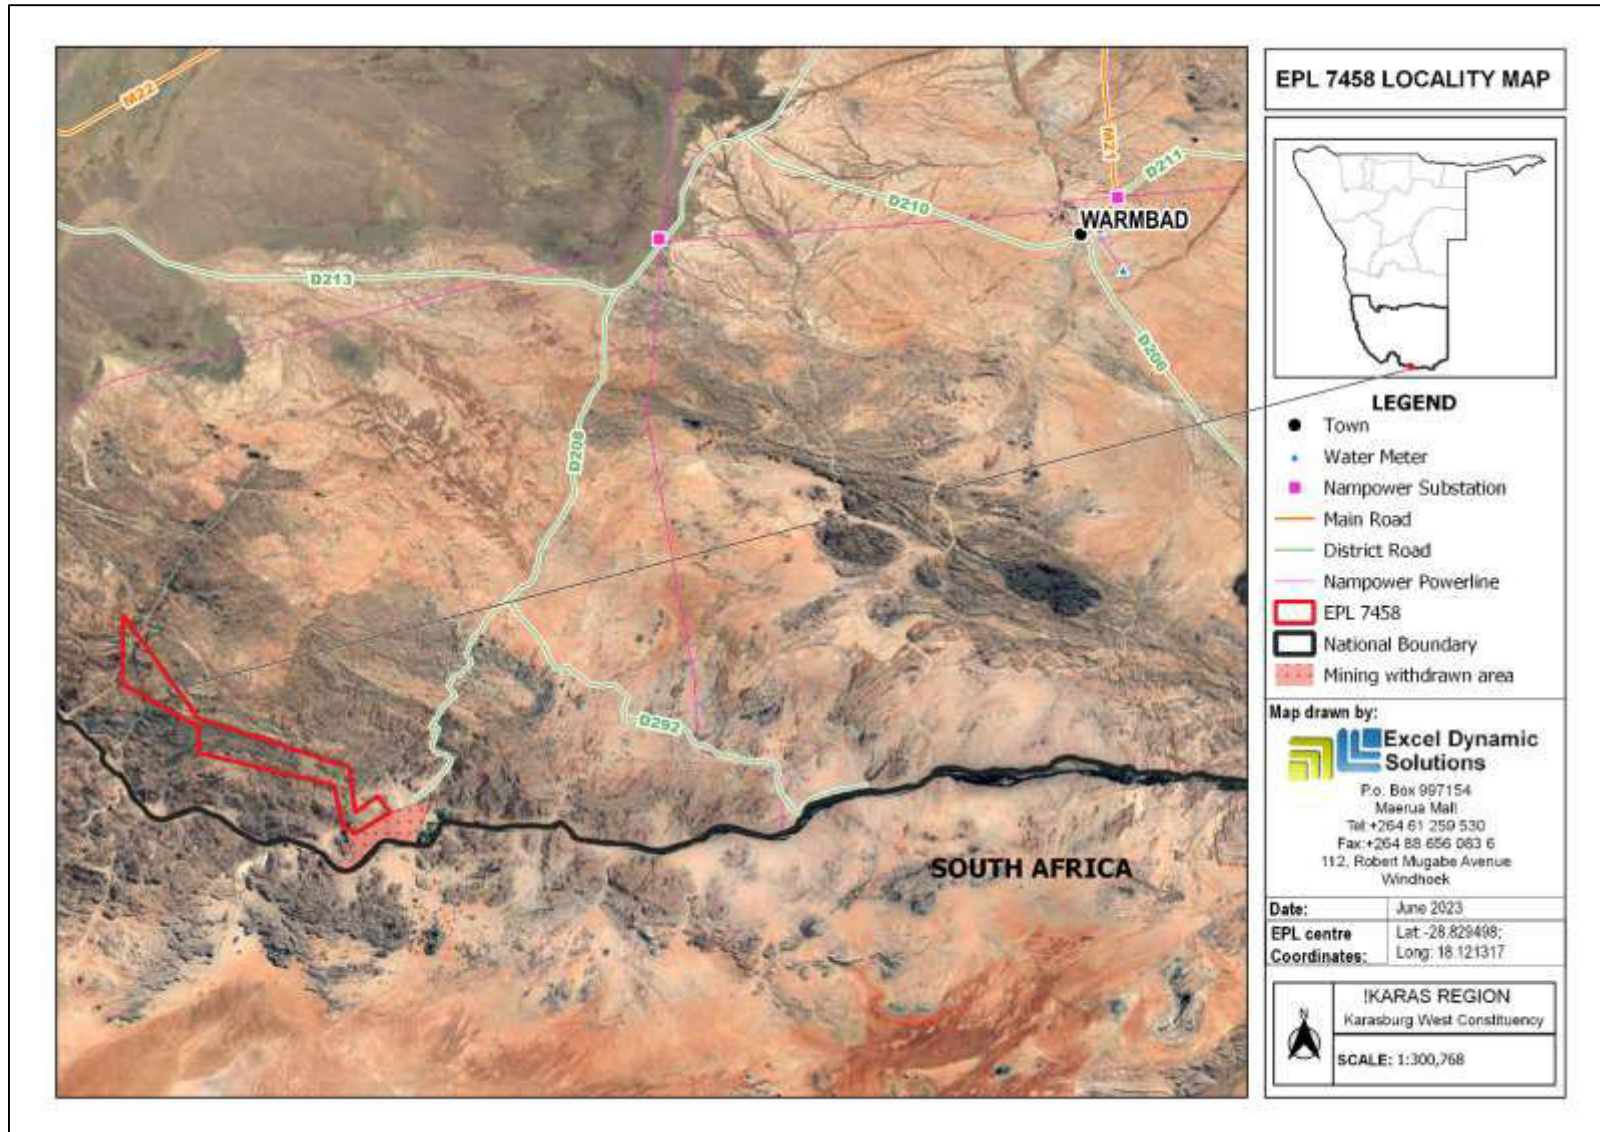 EPL 7458 LOCALITY MAP
M22
M21
D211
D210
WARMBAD
D213
D206
D208
D292
SOUTH AFRICA
LEGEND
Town
Water Meter
Nampower Substation
Main Road
District Road
Nampower Powerline
EPL 7458
National Boundary
Mining withdrawn area
Map drawn by:
Excel Dynamic
Solutions
P.o. Box 997154
Maerua Mall
Tel:+264 61 259 530
Fax:+264 88 656 083 6
112, Robert Mugabe Avenue
Windhoek
Date: June 2023
EPL centre Lat:-28.829498;
Coordinates: Long: 18.121317
N
!KARAS REGION
Karasburg West Constituency
SCALE: 1:300,768